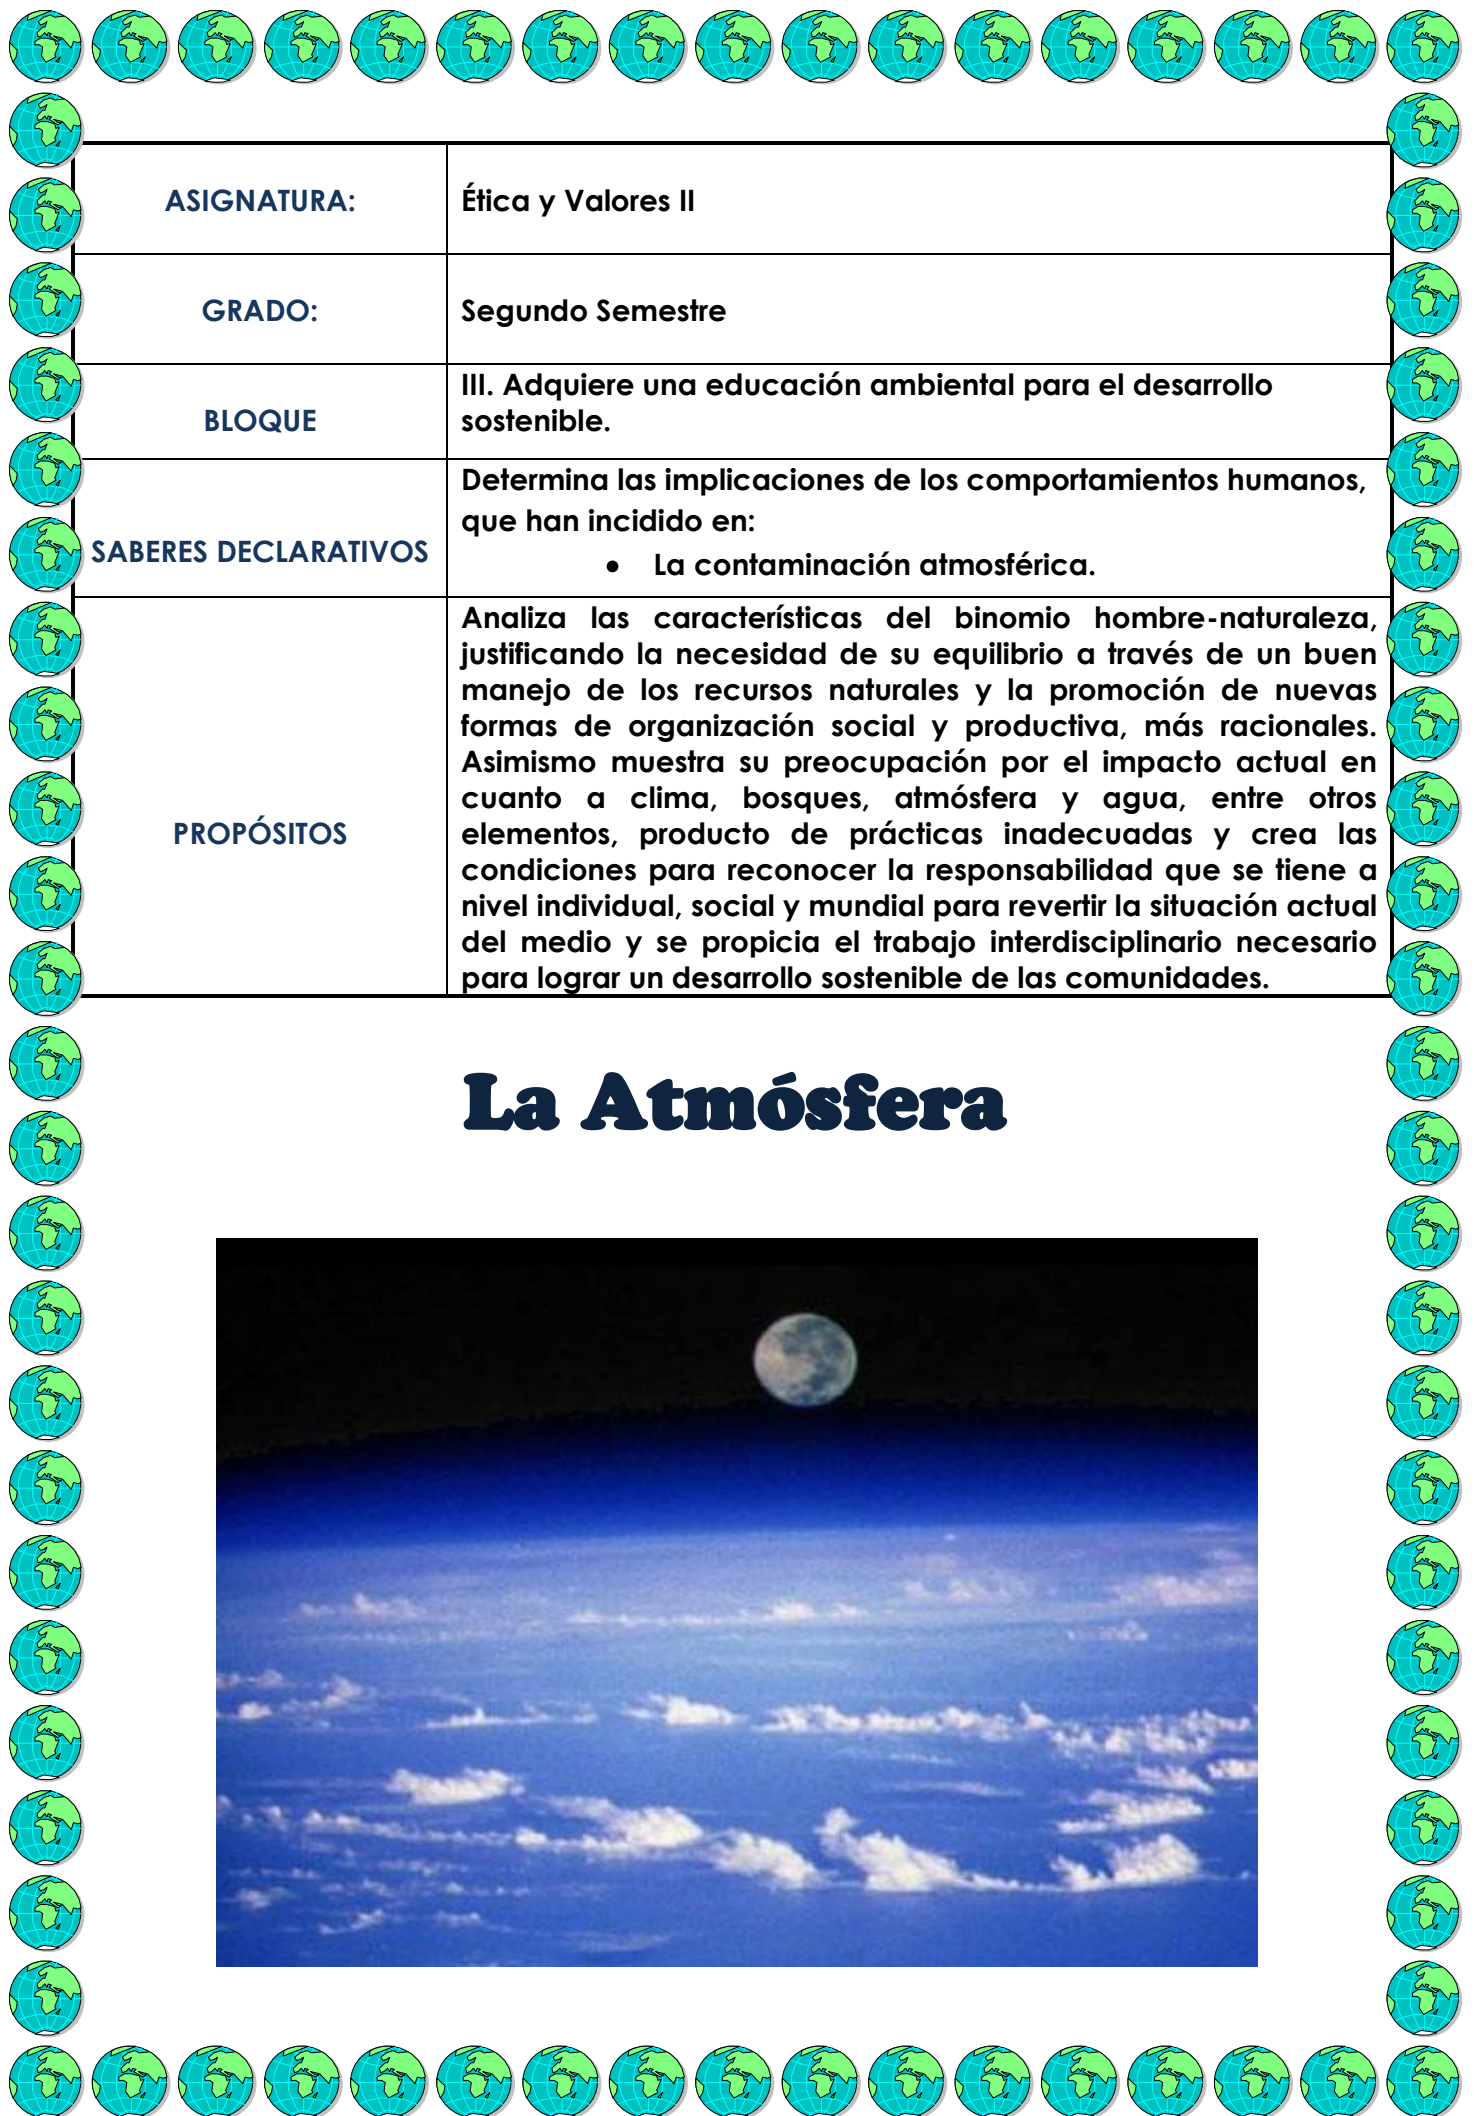 ASIGNATURA:
Ética y Valores II
GRADO:
Segundo Semestre
BLOQUE
III. Adquiere una educación ambiental para el desarrollo
sostenible.
SABERES DECLARATIVOS
Determina las implicaciones de los comportamientos humanos,
que han incidido en:
• La contaminación atmosférica.
PROPÓSITOS
Analiza las características del binomio hombre-naturaleza,
justificando la necesidad de su equilibrio a través de un buen
manejo de los recursos naturales y la promoción de nuevas
formas de organización social y productiva, más racionales.
Asimismo muestra su preocupación por el impacto actual en
cuanto a clima, bosques, atmósfera y agua, entre otros
elementos, producto de prácticas inadecuadas y crea las
condiciones para reconocer la responsabilidad que se tiene a
nivel individual, social y mundial para revertir la situación actual
del medio y se propicia el trabajo interdisciplinario necesario
para lograr un desarrollo sostenible de las comunidades.
La Atmósfera